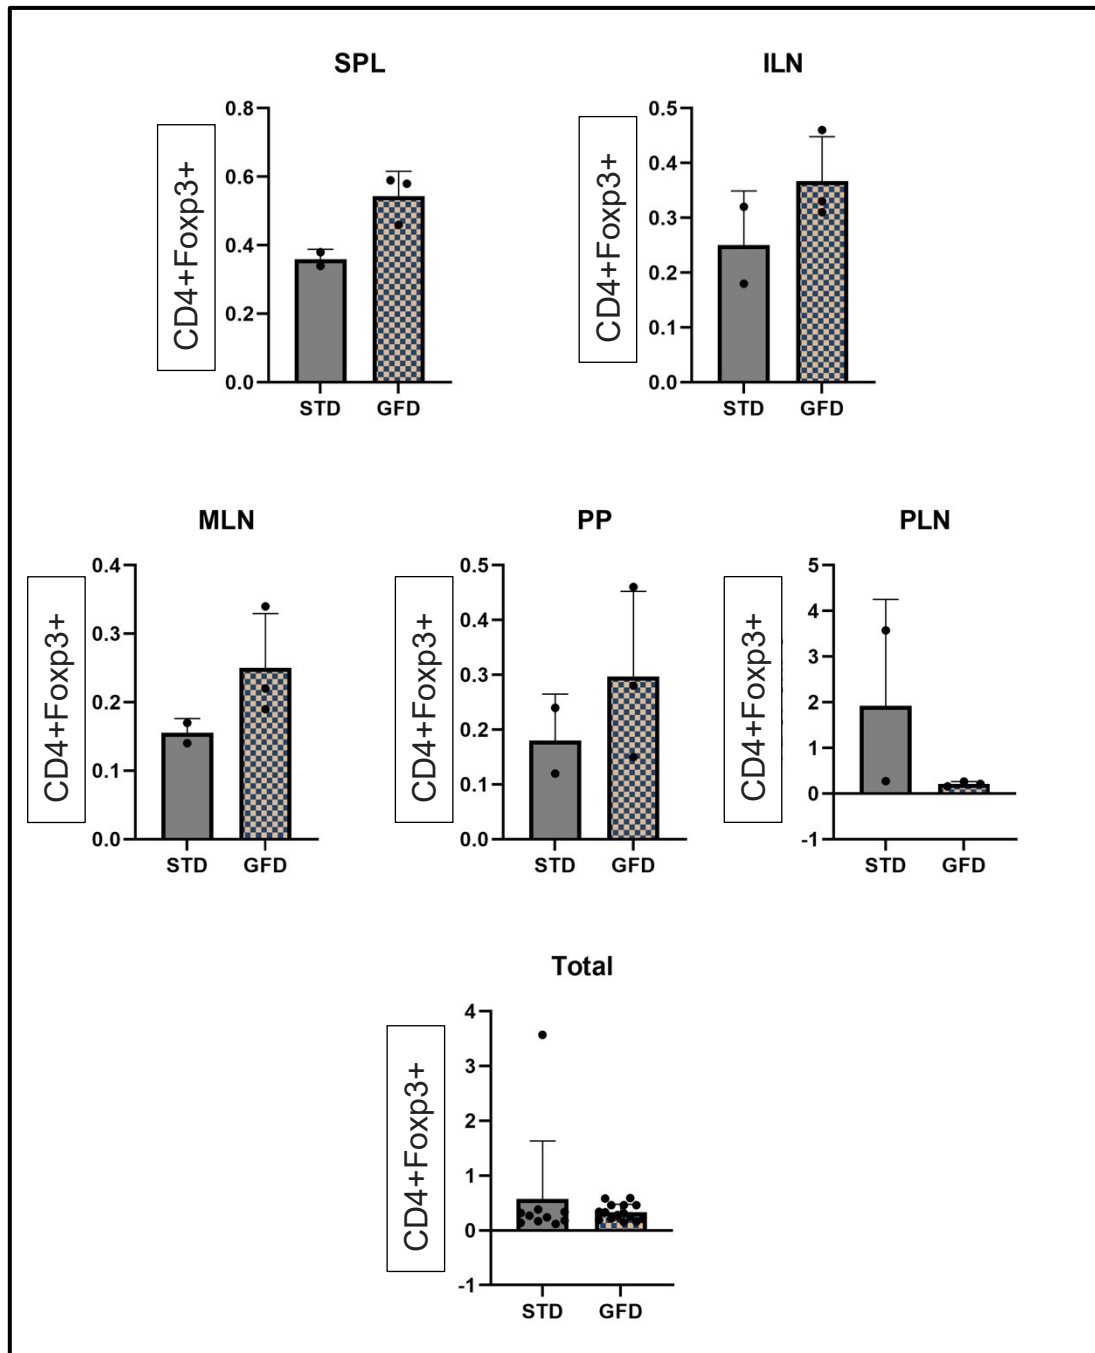 SPL
CD4+Foxp3+
0.8
0.6
0.4
0.2
0.0
STD GFD
ILN
CD4+Foxp3+
0.5
0.4
0.3
0.2
0.1
0.0
STD GFD
MLN
CD4+Foxp3+
0.4
0.3
0.2
0.1
0.0
STD GFD
PP
CD4+Foxp3+
0.5
0.4
0.3
0.2
0.1
0.0
STD GFD
PLN
CD4+Foxp3+
5
4
3
2
1
0
-1
STD GFD
Total
CD4+Foxp3+
4
3
2
1
0
-1
STD GFD